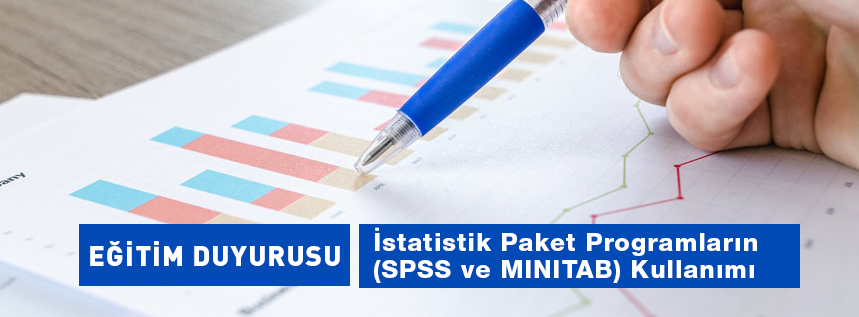 EĞİTİM DUYURUSU
İstatistik Paket Programların
(SPSS ve MINITAB) Kullanımı